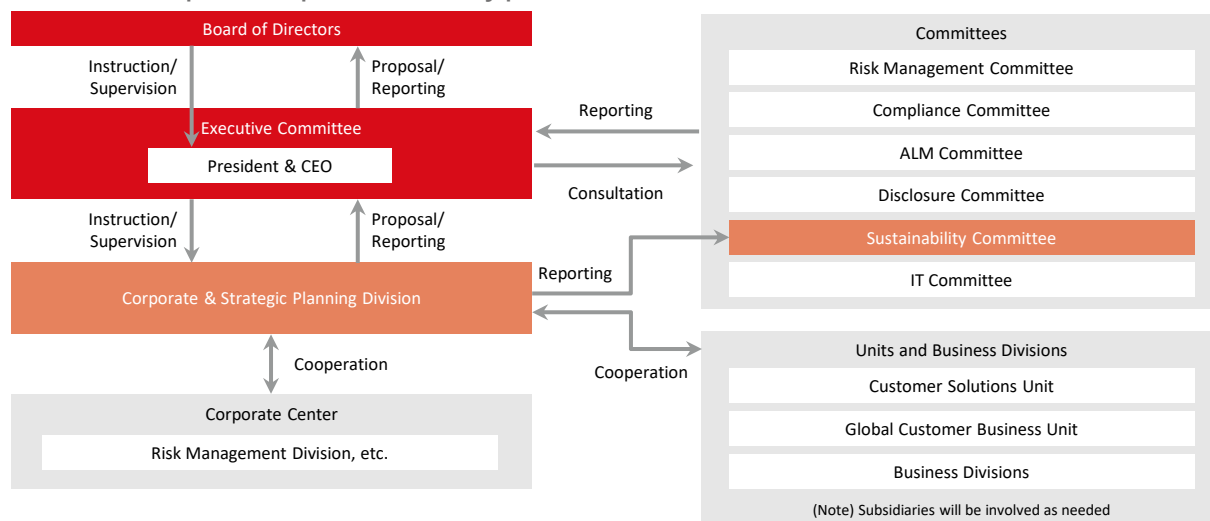 Board of Directors
Instruction/
Supervision
Proposal/
Reporting
Executive Committee
President & CEO
Reporting
Consultation
Instruction/
Supervision
Proposal/
Reporting
Corporate & Strategic Planning Division
Reporting
Cooperation
Cooperation
Corporate Center
Risk Management Division, etc.
Committees
Risk Management Committee
Compliance Committee
ALM Committee
Disclosure Committee
Sustainability Committee
IT Committee
Units and Business Divisions
Customer Solutions Unit
Global Customer Business Unit
Business Divisions
(Note) Subsidiaries will be involved as needed